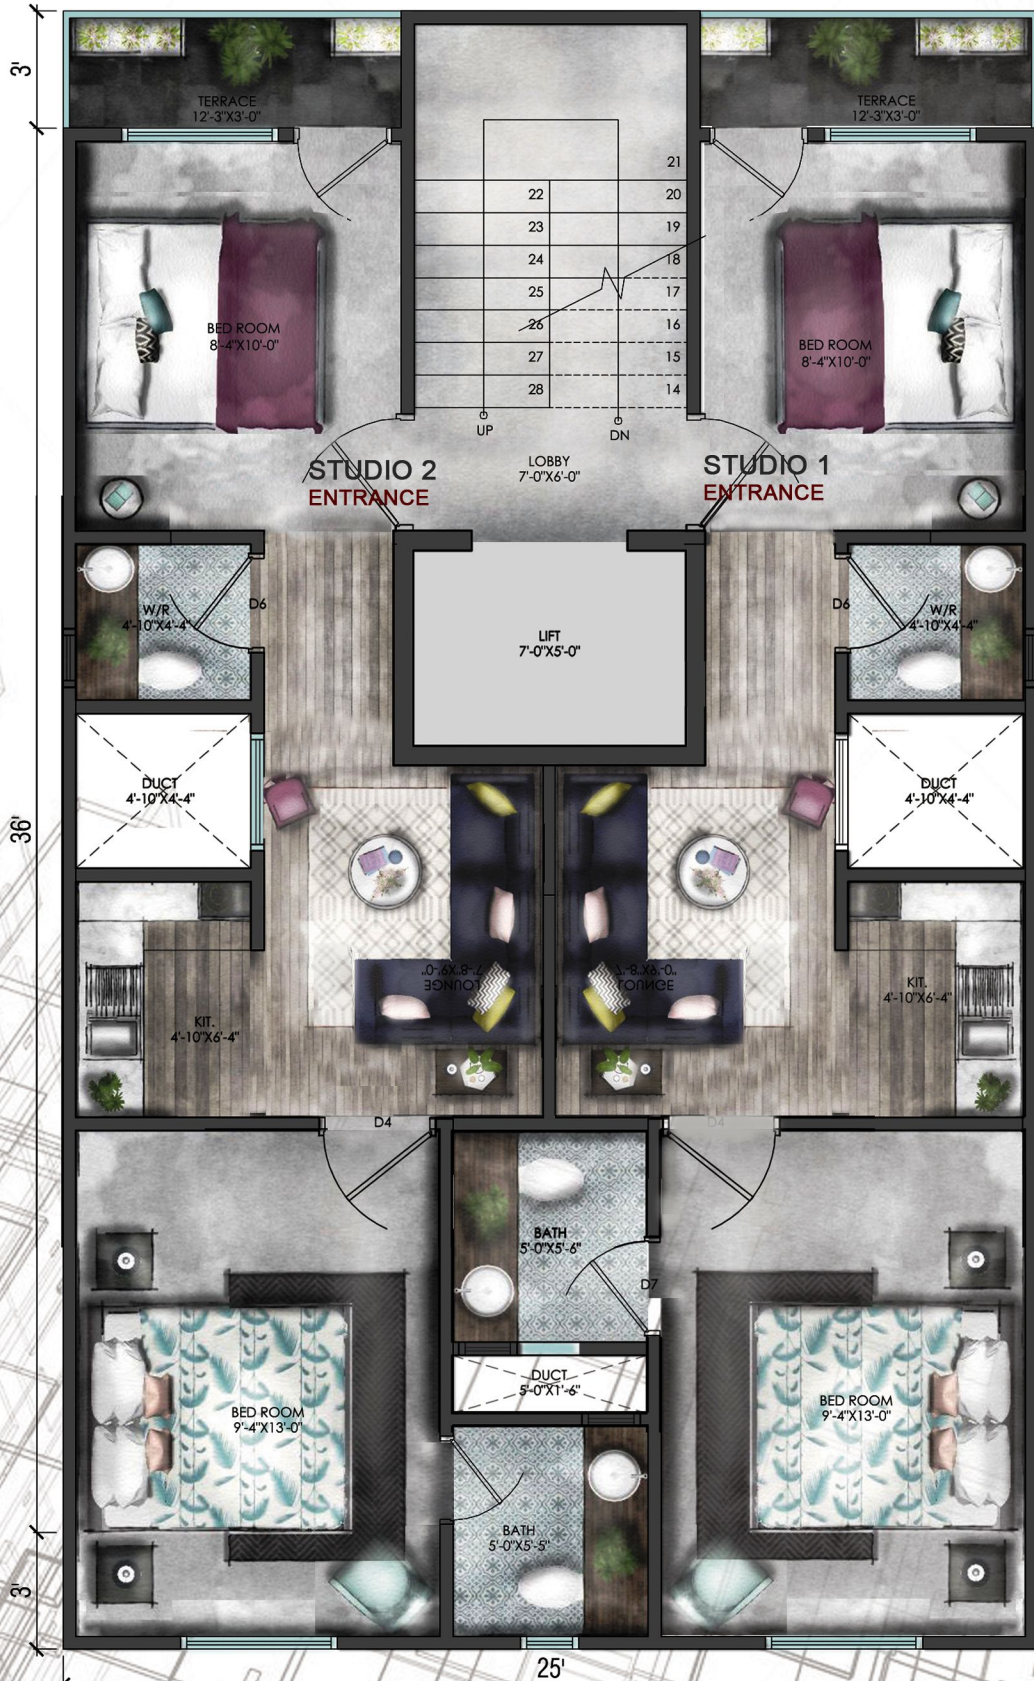 3'
TERRACE
12'-3"X3'-0"
TERRACE
12'-3"X3'-0"
21
22
20
23
19
24
18
25
17
26
16
27
15
28
14
BED ROOM
8'-4"X10'-0"
BED ROOM
8'-4"X10'-0"
UP
DN
LOBBY
7'-0"X6'-0"
STUDIO 2
ENTRANCE
STUDIO 1
ENTRANCE
D6
D6
W/R
4'-10"X4'-4"
W/R
4'-10"X4'-4"
LIFT
7'-0"X5'-0"
DUCT
4'-10"X4'-4"
DUCT
4'-10"X4'-4"
36'
LOUNGE
7'-8"X9'-0"
LOUNGE
KIT.
4'-10"X6'-4"
KIT.
4'-10"X6'-4"
D4
D4
BATH
5'-0"X5'-6"
D7
DUCT
5'-0"X1'-6"
BED ROOM
9'-4"X13'-0"
BED ROOM
9'-4"X13'-0"
BATH
5'-0"X5'-5"
3'
25'